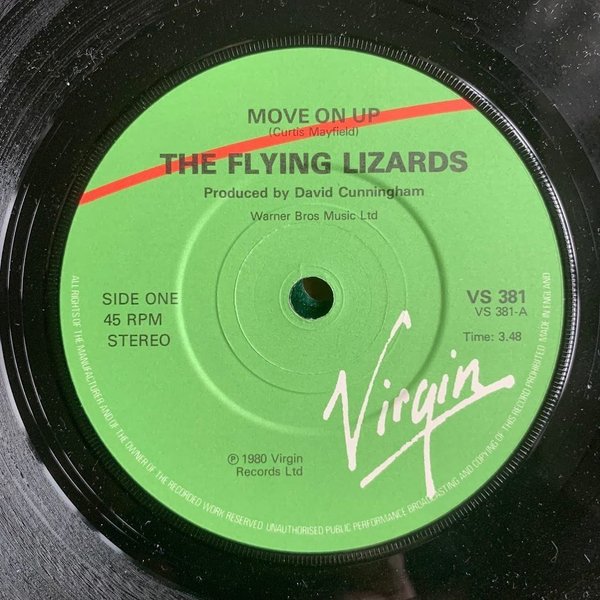 MOVE ON UP
(Curtis Mayfield)
THE FLYING LIZARDS
Produced by David Cunningham
Warner Bros Music Ltd
SIDE ONE
45 RPM
STEREO
VS 381
VS 381-A
Time: 3.48
Virgin
℗ 1980 Virgin
Records Ltd
ALL RIGHTS OF THE MANUFACTURER AND OF THE OWNER OF THE RECORDED WORK RESERVED UNAUTHORISED PUBLIC PERFORMANCE BROADCASTING AND COPYING OF THIS RECORD PROHIBITED MADE IN ENGLAND